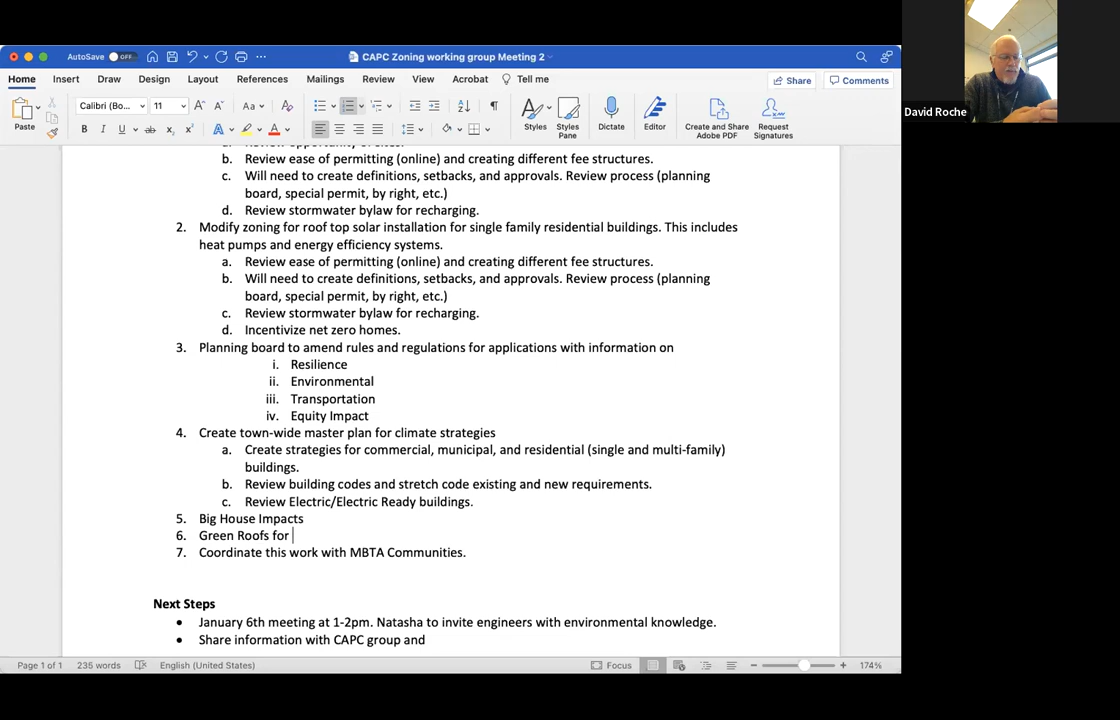 AutoSave OFF
CAPC Zoning working group Meeting 2
Home Insert Draw Design Layout References Mailings Review View Acrobat Tell me
Share Comments
Paste
Calibri (Bo... 11
Styles
Styles Pane
Dictate
Editor
Create and Share Adobe PDF
Request Signatures
b. Review ease of permitting (online) and creating different fee structures.
c. Will need to create definitions, setbacks, and approvals. Review process (planning
board, special permit, by right, etc.)
d. Review stormwater bylaw for recharging.
2. Modify zoning for roof top solar installation for single family residential buildings. This includes
heat pumps and energy efficiency systems.
a. Review ease of permitting (online) and creating different fee structures.
b. Will need to create definitions, setbacks, and approvals. Review process (planning
board, special permit, by right, etc.)
c. Review stormwater bylaw for recharging.
d. Incentivize net zero homes.
3. Planning board to amend rules and regulations for applications with information on
i. Resilience
ii. Environmental
iii. Transportation
iv. Equity Impact
4. Create town-wide master plan for climate strategies
a. Create strategies for commercial, municipal, and residential (single and multi-family)
buildings.
b. Review building codes and stretch code existing and new requirements.
c. Review Electric/Electric Ready buildings.
5. Big House Impacts
6. Green Roofs for
7. Coordinate this work with MBTA Communities.
Next Steps
• January 6th meeting at 1-2pm. Natasha to invite engineers with environmental knowledge.
• Share information with CAPC group and
Page 1 of 1 235 words English (United States) Focus 174%
David Roche